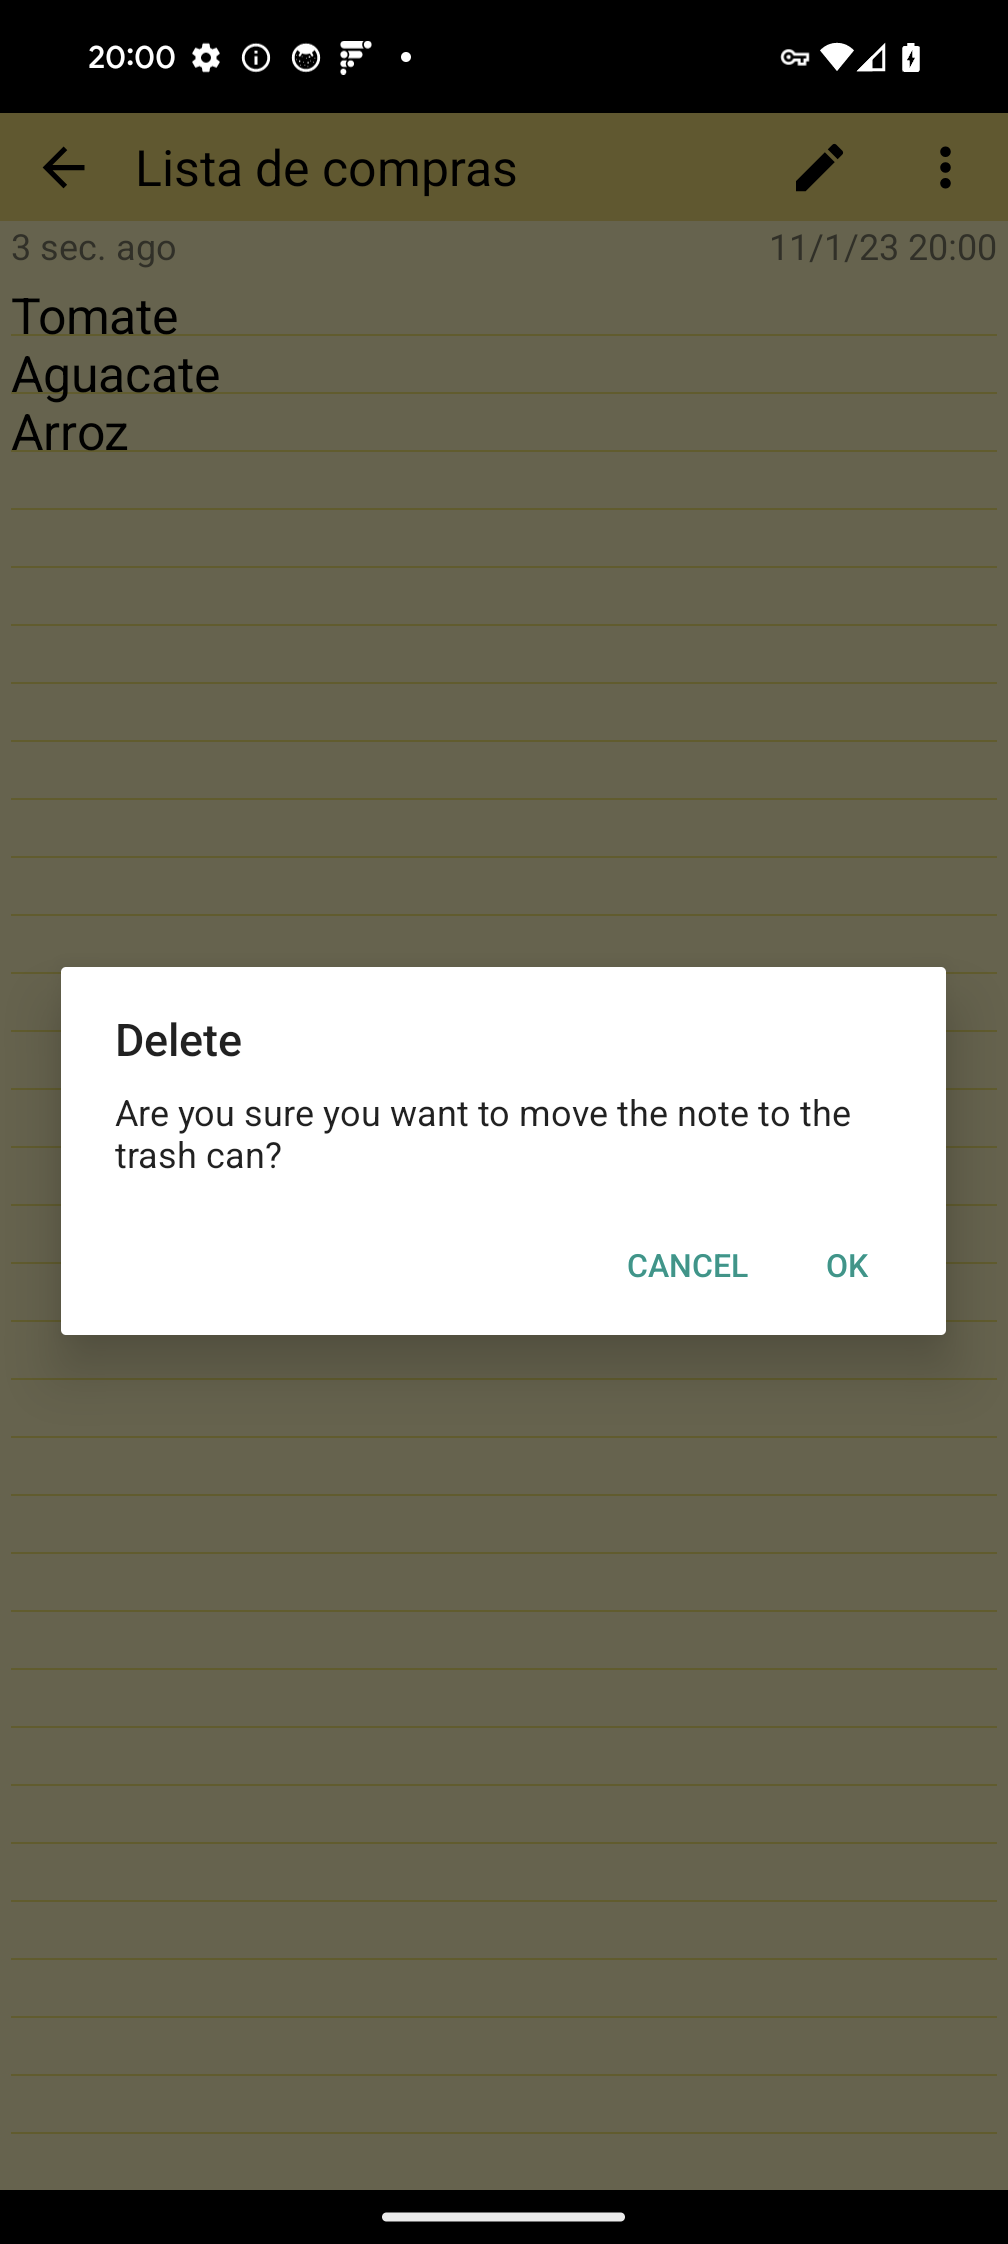 20:00
Lista de compras
3 sec. ago
11/1/23 20:00
Tomate
Aguacate
Arroz
Delete
Are you sure you want to move the note to the
trash can?
CANCEL
OK